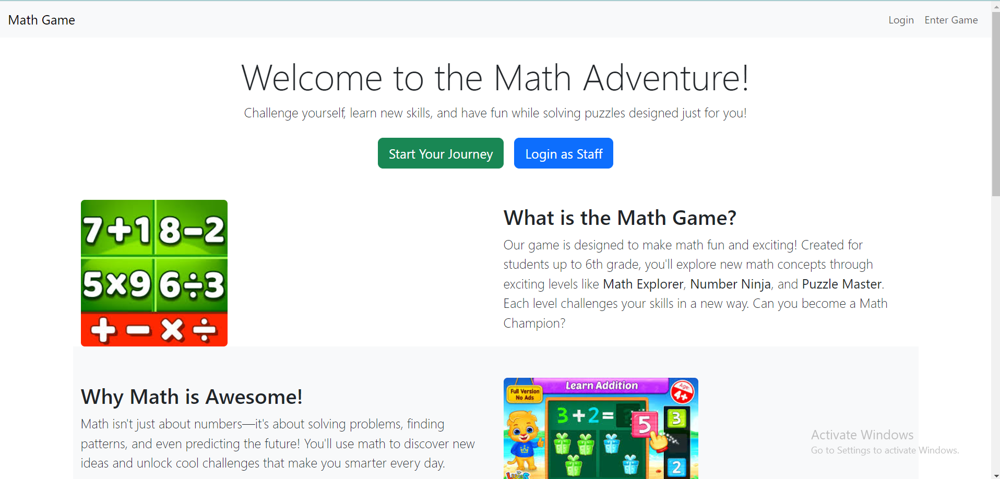 Math Game
Login
Enter Game
Welcome to the Math Adventure!
Challenge yourself, learn new skills, and have fun while solving puzzles designed just for you!
Start Your Journey
Login as Staff
7+1
8-2
5×9
6÷3
+ − × ÷
What is the Math Game?
Our game is designed to make math fun and exciting! Created for
students up to 6th grade, you'll explore new math concepts through
exciting levels like Math Explorer, Number Ninja, and Puzzle Master.
Each level challenges your skills in a new way. Can you become a Math
Champion?
Why Math is Awesome!
Math isn't just about numbers—it's about solving problems, finding
patterns, and even predicting the future! You'll use math to discover new
ideas and unlock cool challenges that make you smarter every day.
Full Version
No Ads
Learn Addition
Age:
4+
3+2=
?
5
3
2
Activate Windows
Go to Settings to activate Windows.